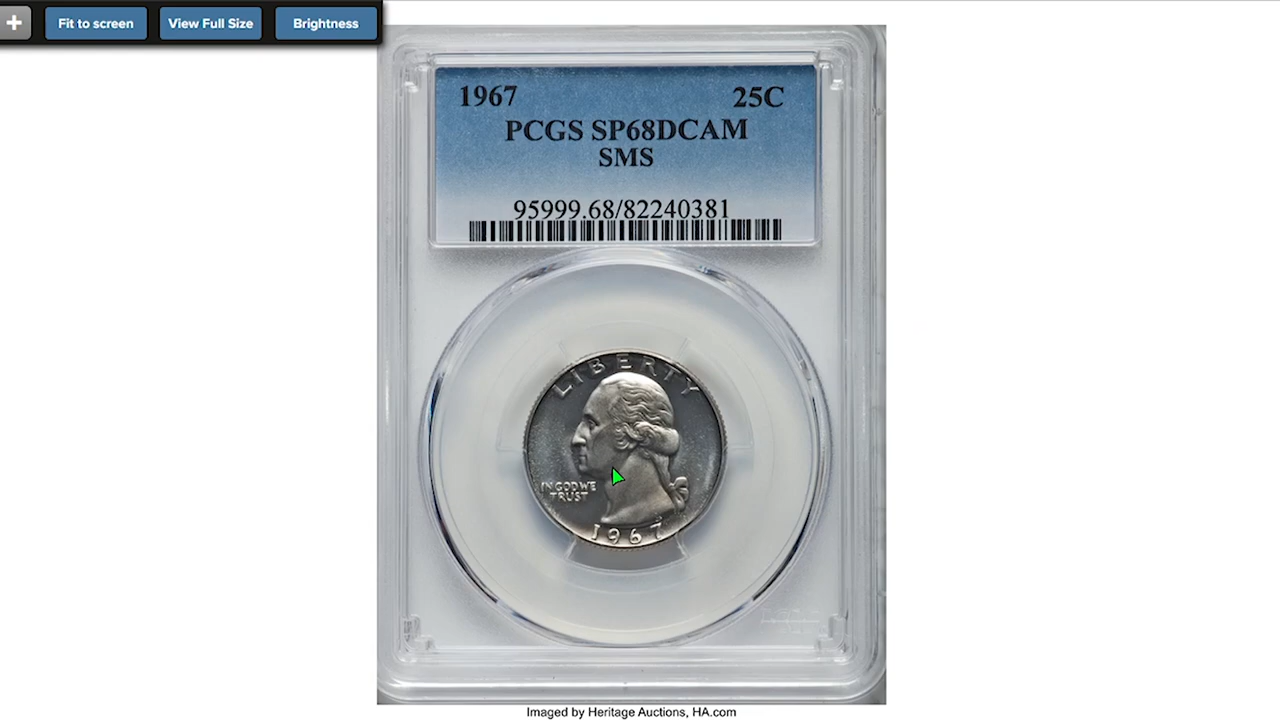 Fit to screen
View Full Size
Brightness
1967 25C
PCGS SP68DCAM
SMS
95999.68/82240381
LIBERTY
IN GOD WE
TRUST
1967
Imaged by Heritage Auctions, HA.com